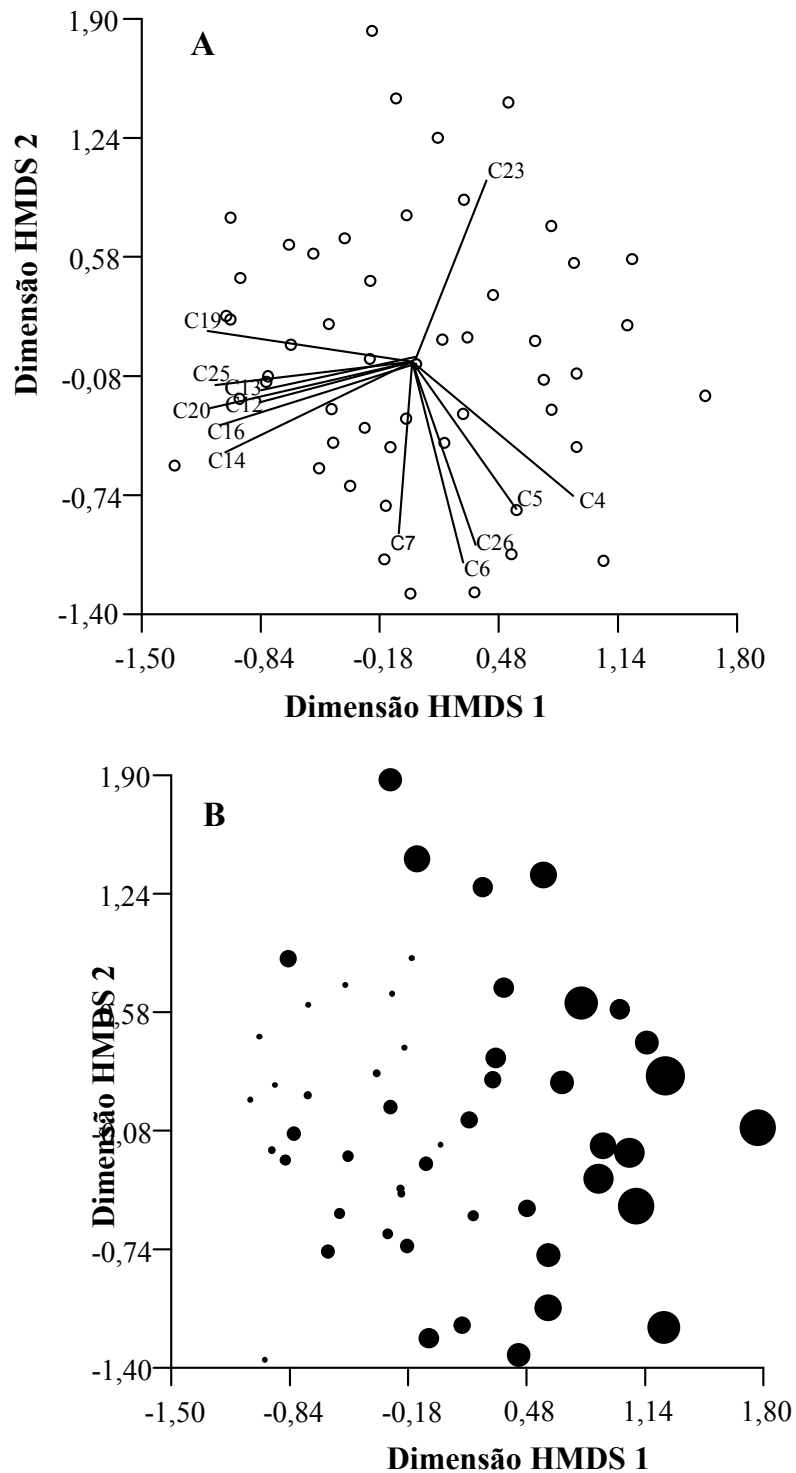 1,90
A
1,24
C23
0,58
C19
-0,08
C25
C13
C20
C12
C16
C14
-0,74
C5
C4
C7
C26
C6
-1,40
-1,50
-0,84
-0,18
0,48
1,14
1,80
Dimensão HMDS 2
Dimensão HMDS 1
1,90
B
1,24
0,58
-0,08
-0,74
-1,40
-1,50
-0,84
-0,18
0,48
1,14
1,80
Dimensão HMDS 2
Dimensão HMDS 1